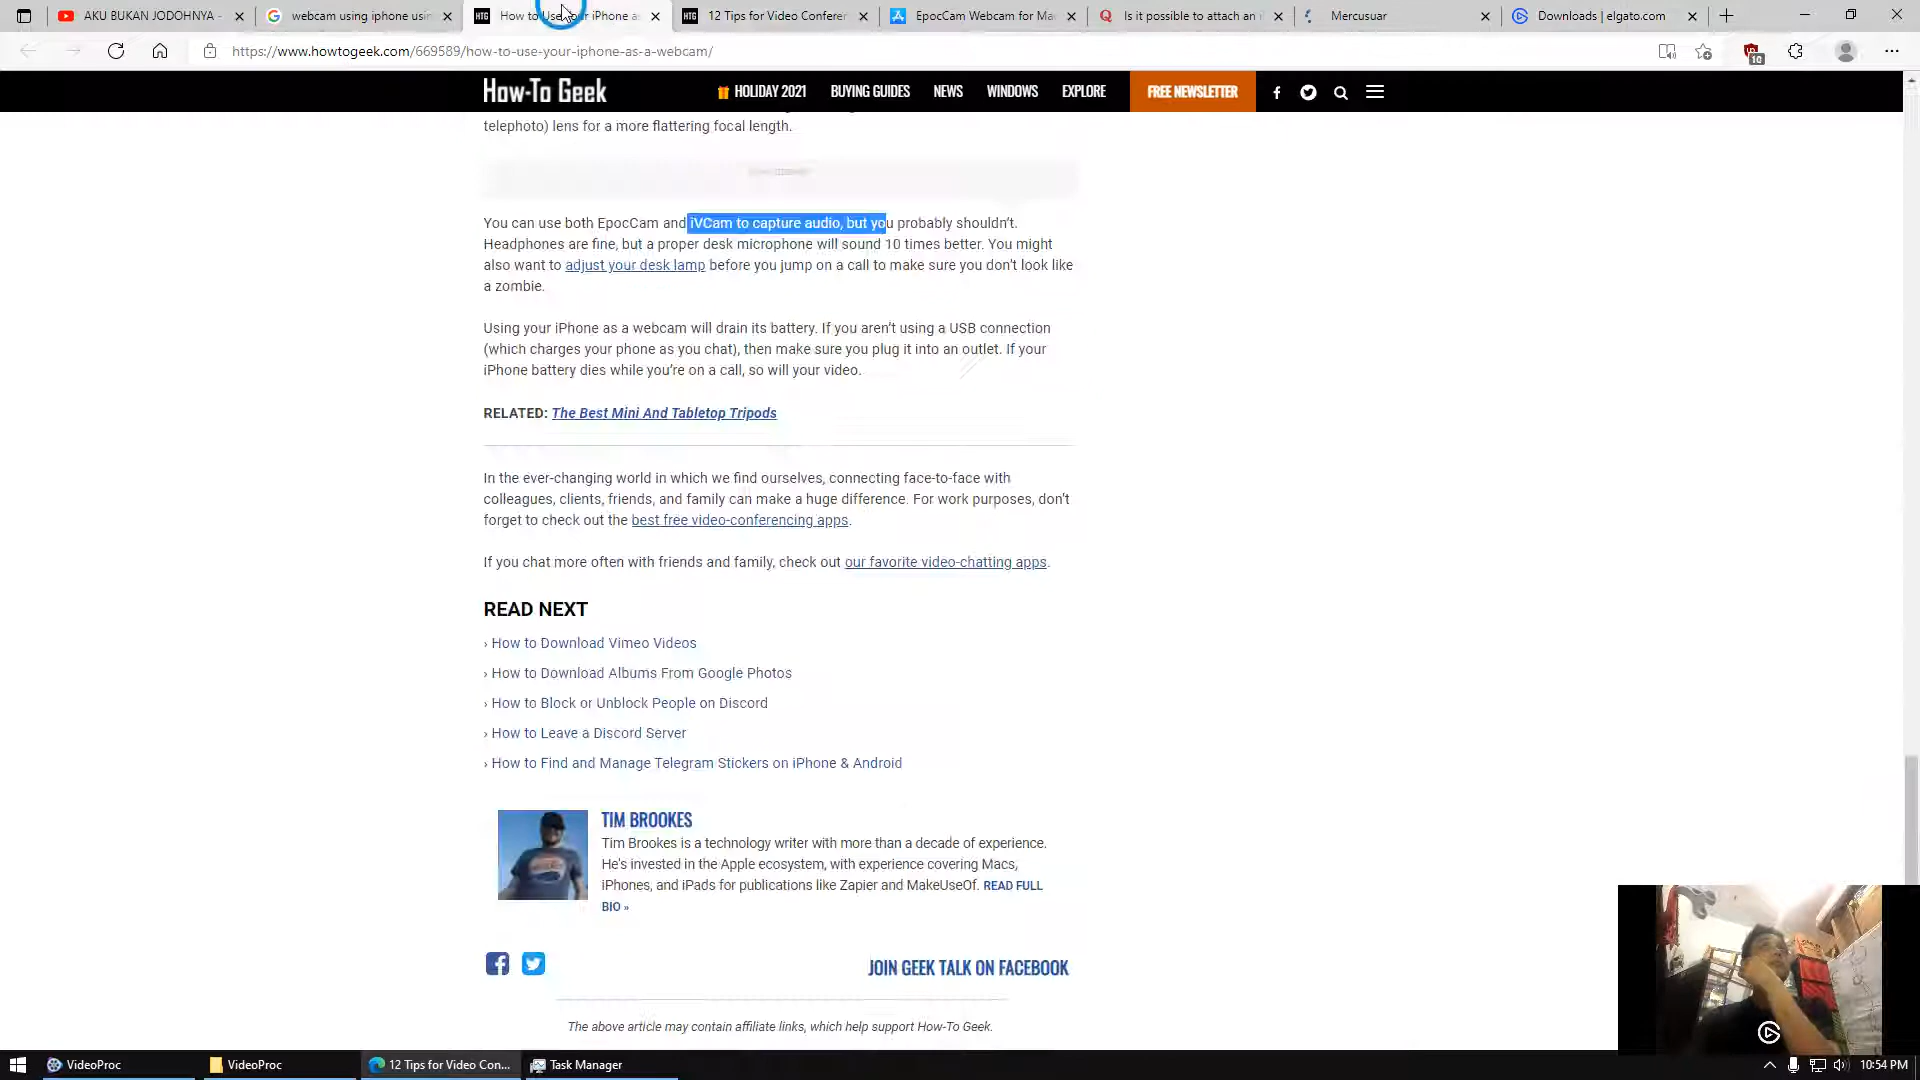 AKU BUKAN JODOHNYA -
webcam using iphone usin
How to Use Your iPhone as
12 Tips for Video Conferen
EpocCam Webcam for Mac
Is it possible to attach an i
Mercusuar
Downloads | elgato.com
https://www.howtogeek.com/669589/how-to-use-your-iphone-as-a-webcam/
10
How-To Geek
HOLIDAY 2021
BUYING GUIDES
NEWS
WINDOWS
EXPLORE
FREE NEWSLETTER
telephoto) lens for a more flattering focal length.
You can use both EpocCam and iVCam to capture audio, but you probably shouldn't.
Headphones are fine, but a proper desk microphone will sound 10 times better. You might
also want to adjust your desk lamp before you jump on a call to make sure you don't look like
a zombie.
Using your iPhone as a webcam will drain its battery. If you aren't using a USB connection
(which charges your phone as you chat), then make sure you plug it into an outlet. If your
iPhone battery dies while you're on a call, so will your video.
RELATED: The Best Mini And Tabletop Tripods
In the ever-changing world in which we find ourselves, connecting face-to-face with
colleagues, clients, friends, and family can make a huge difference. For work purposes, don't
forget to check out the best free video-conferencing apps.
If you chat more often with friends and family, check out our favorite video-chatting apps.
READ NEXT
› How to Download Vimeo Videos
› How to Download Albums From Google Photos
› How to Block or Unblock People on Discord
› How to Leave a Discord Server
› How to Find and Manage Telegram Stickers on iPhone & Android
TIM BROOKES
Tim Brookes is a technology writer with more than a decade of experience.
He's invested in the Apple ecosystem, with experience covering Macs,
iPhones, and iPads for publications like Zapier and MakeUseOf. READ FULL
BIO »
JOIN GEEK TALK ON FACEBOOK
The above article may contain affiliate links, which help support How-To Geek.
VideoProc
VideoProc
12 Tips for Video Con...
Task Manager
10:54 PM